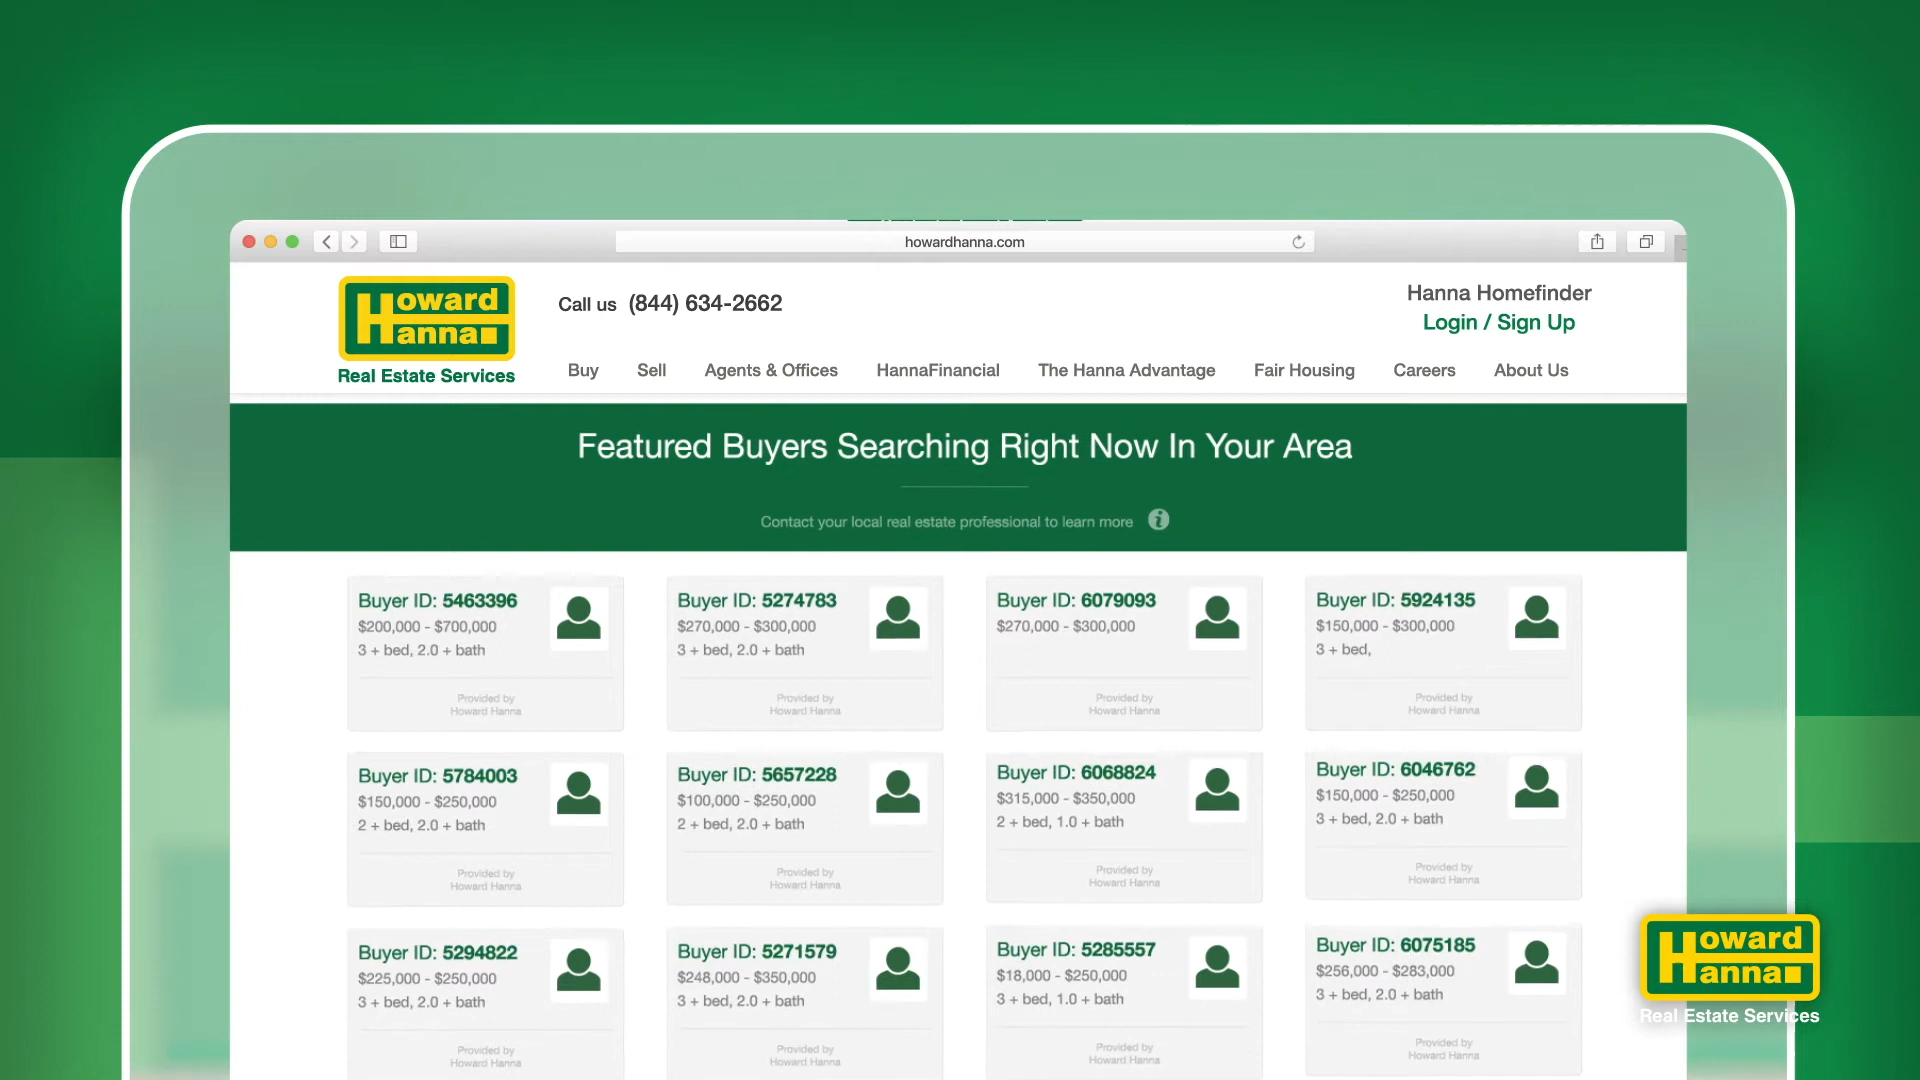 howardhanna.com
Howard
Hanna
Real Estate Services
Call us (844) 634-2662
Hanna Homefinder
Login / Sign Up
Buy Sell Agents & Offices HannaFinancial The Hanna Advantage Fair Housing Careers About Us
Featured Buyers Searching Right Now In Your Area
Contact your local real estate professional to learn more i
Buyer ID: 5463396
$200,000 - $700,000
3 + bed, 2.0 + bath
Provided by
Howard Hanna
Buyer ID: 5274783
$270,000 - $300,000
3 + bed, 2.0 + bath
Provided by
Howard Hanna
Buyer ID: 6079093
$270,000 - $300,000
Provided by
Howard Hanna
Buyer ID: 5924135
$150,000 - $300,000
3 + bed,
Provided by
Howard Hanna
Buyer ID: 5784003
$150,000 - $250,000
2 + bed, 2.0 + bath
Provided by
Howard Hanna
Buyer ID: 5657228
$100,000 - $250,000
2 + bed, 2.0 + bath
Provided by
Howard Hanna
Buyer ID: 6068824
$315,000 - $350,000
2 + bed, 1.0 + bath
Provided by
Howard Hanna
Buyer ID: 6046762
$150,000 - $250,000
3 + bed, 2.0 + bath
Provided by
Howard Hanna
Buyer ID: 5294822
$225,000 - $250,000
3 + bed, 2.0 + bath
Provided by
Howard Hanna
Buyer ID: 5271579
$248,000 - $350,000
3 + bed, 2.0 + bath
Provided by
Howard Hanna
Buyer ID: 5285557
$18,000 - $250,000
3 + bed, 1.0 + bath
Provided by
Howard Hanna
Buyer ID: 6075185
$256,000 - $283,000
3 + bed, 2.0 + bath
Provided by
Howard Hanna
Howard
Hanna
Real Estate Services